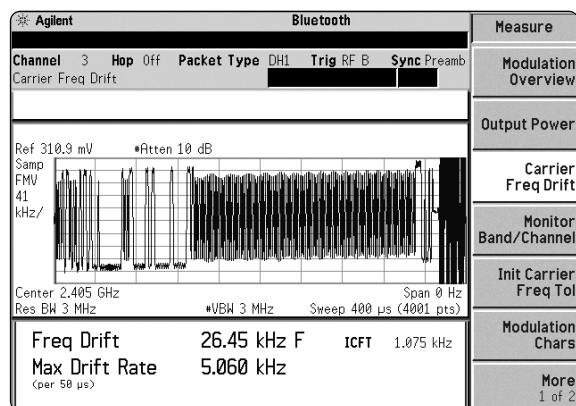 Agilent Bluetooth
Channel 3 Hop Off Packet Type DH1 Trig RF B Sync Preamb
Carrier Freq Drift
Ref 310.9 mV *Atten 10 dB
Samp
FMV
41
kHz/
Center 2.405 GHz Span 0 Hz
Res BW 3 MHz #VBW 3 MHz Sweep 400 µs (4001 pts)
Freq Drift 26.45 kHz F ICFT 1.075 kHz
Max Drift Rate 5.060 kHz
(per 50 µs)
Measure
Modulation
Overview
Output Power
Carrier
Freq Drift
Monitor
Band/Channel
Init Carrier
Freq Tol
Modulation
Chars
More
1 of 2